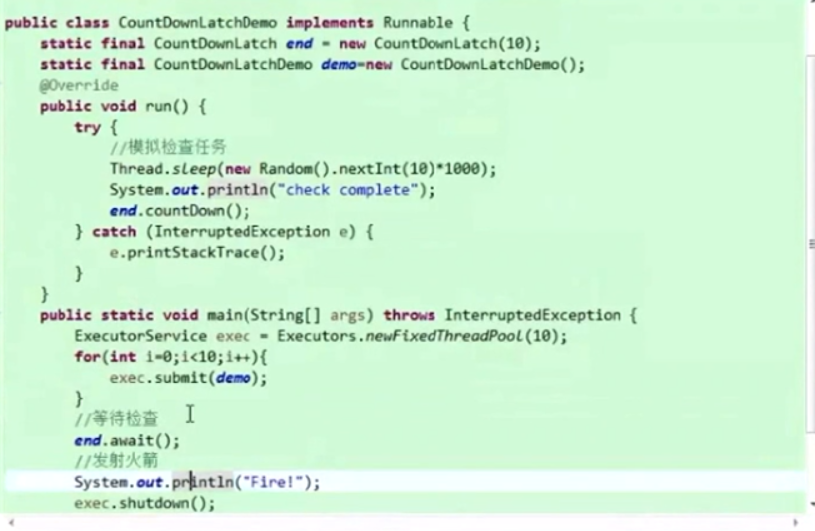 public class CountDownLatchDemo implements Runnable {
static final CountDownLatch end = new CountDownLatch(10);
static final CountDownLatchDemo demo=new CountDownLatchDemo();
@Override
public void run() {
try {
//模拟检查任务
Thread.sleep(new Random().nextInt(10)*1000);
System.out.println("check complete");
end.countDown();
} catch (InterruptedException e) {
e.printStackTrace();
}
}
public static void main(String[] args) throws InterruptedException {
ExecutorService exec = Executors.newFixedThreadPool(10);
for(int i=0;i<10;i++){
exec.submit(demo);
}
//等待检查
end.await();
//发射火箭
System.out.println("Fire!");
exec.shutdown();